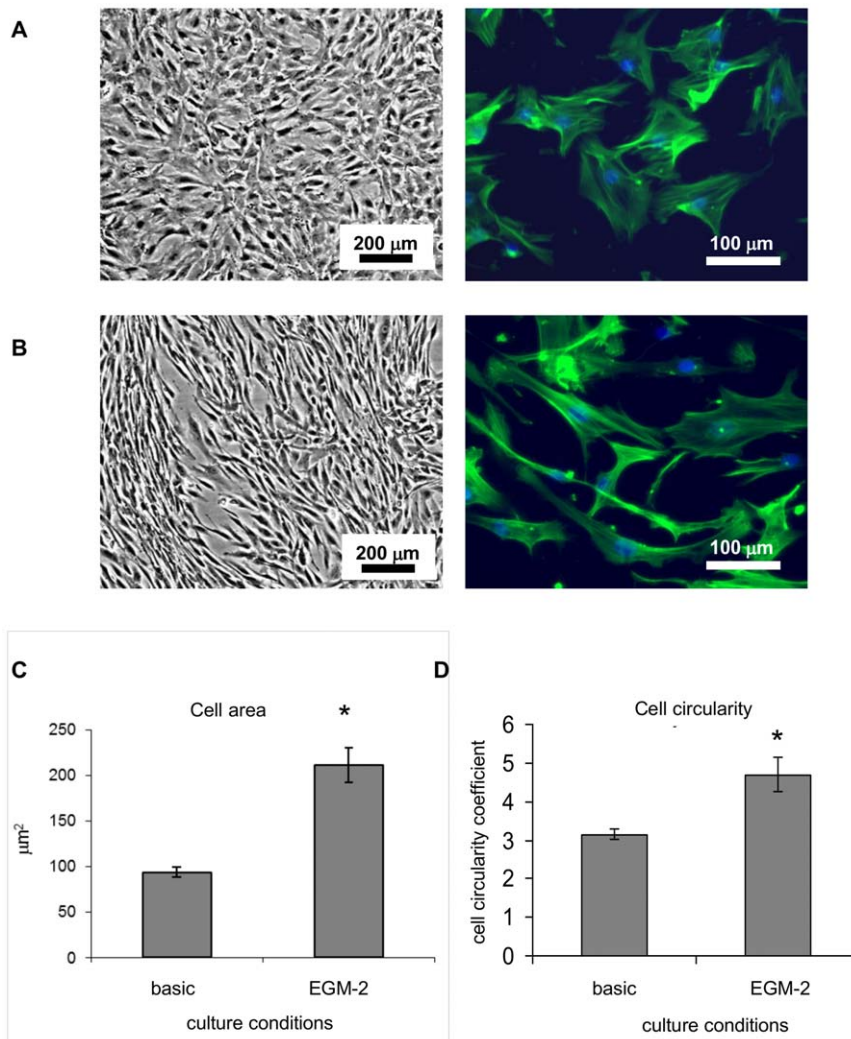 A
200 μm
100 μm
B
200 μm
100 μm
C
Cell area
*
250
200
150
100
50
0
μm²
basic
EGM-2
culture conditions
D
Cell circularity
*
6
5
4
3
2
1
0
cell circularity coefficient
basic
EGM-2
culture conditions